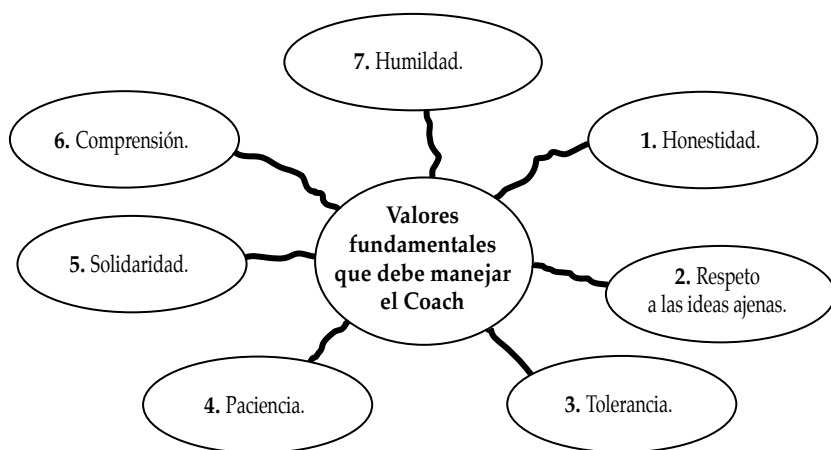 7. Humildad.
6. Comprensión.
1. Honestidad.
Valores
fundamentales
que debe manejar
el Coach
5. Solidaridad.
2. Respeto
a las ideas ajenas.
4. Paciencia.
3. Tolerancia.